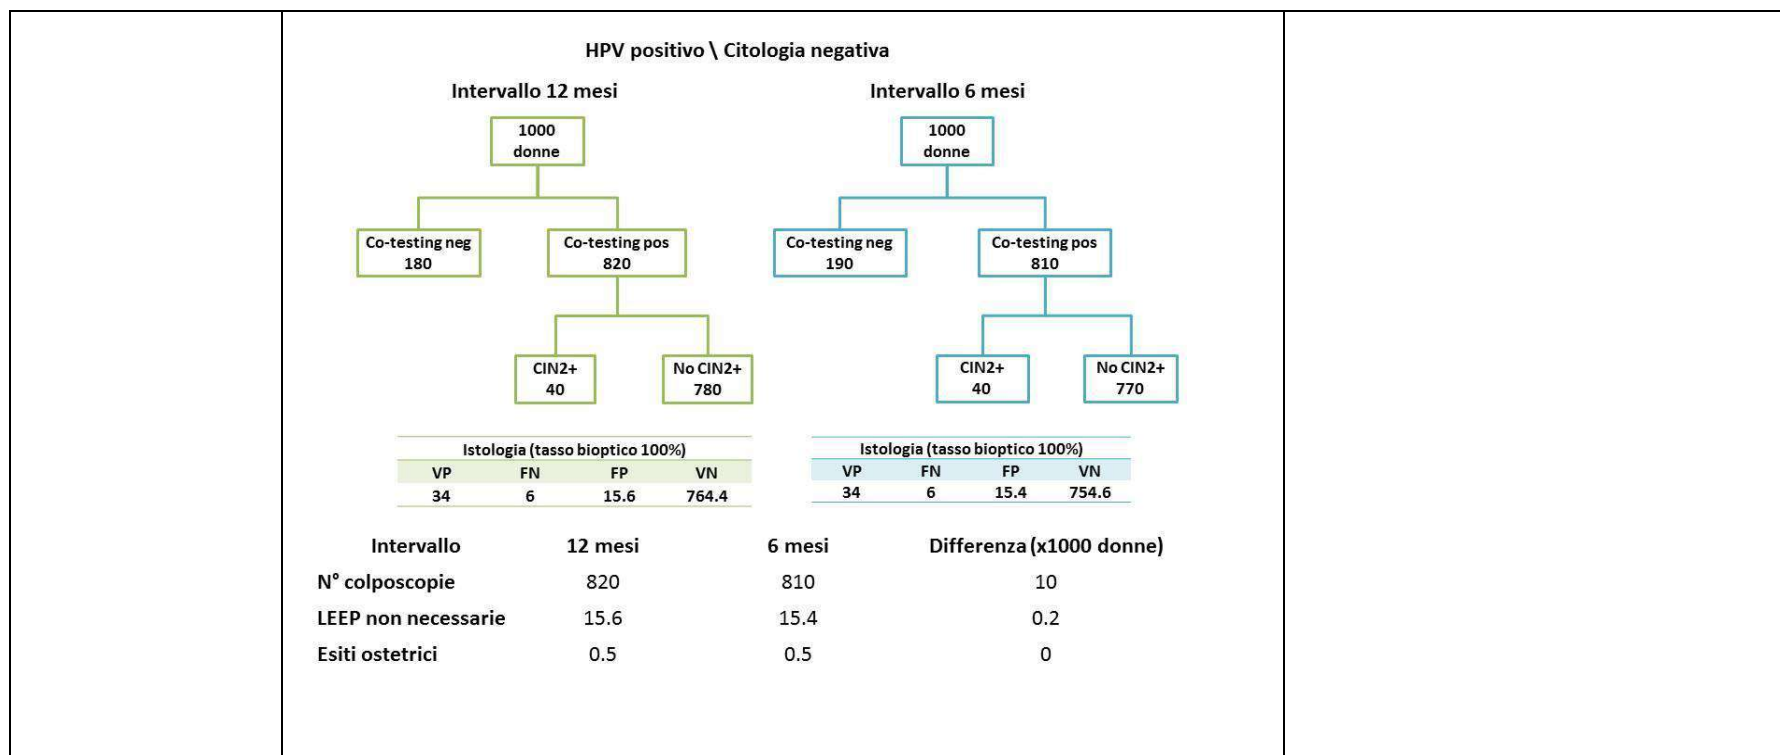 HPV positivo \ Citologia negativa
Intervallo 12 mesi
1000
donne
Co-testing neg
180
Co-testing pos
820
CIN2+
40
No CIN2+
780
Istologia (tasso bioptico 100%)
VP FN FP VN
34 6 15.6 764.4
Intervallo 6 mesi
1000
donne
Co-testing neg
190
Co-testing pos
810
CIN2+
40
No CIN2+
770
Istologia (tasso bioptico 100%)
VP FN FP VN
34 6 15.4 754.6
Intervallo 12 mesi 6 mesi Differenza (x1000 donne)
N° colposcopie 820 810 10
LEEP non necessarie 15.6 15.4 0.2
Esiti ostetrici 0.5 0.5 0